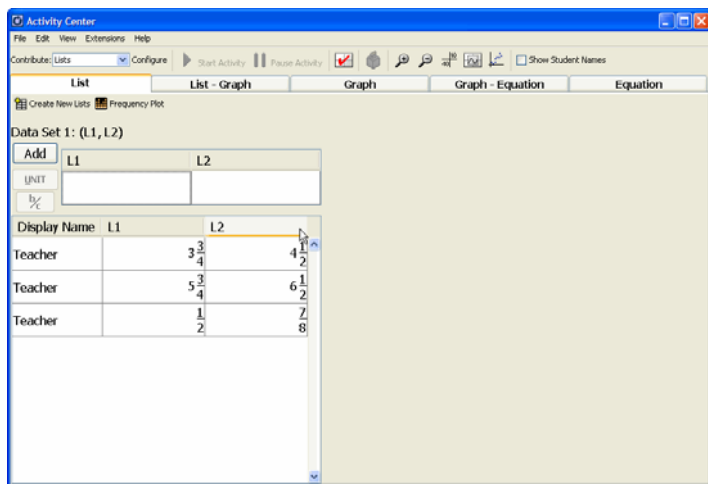 Activity Center
File Edit View Extensions Help
Contribute: Lists Configure Start Activity Pause Activity Show Student Names
List List - Graph Graph Graph - Equation Equation
Create New Lists Frequency Plot
Data Set 1: (L1, L2)
Add L1 L2
UNIT
b/c
Display Name L1 L2
Teacher 3 3/4 4 1/2
Teacher 5 3/4 6 1/2
Teacher 1/2 7/8